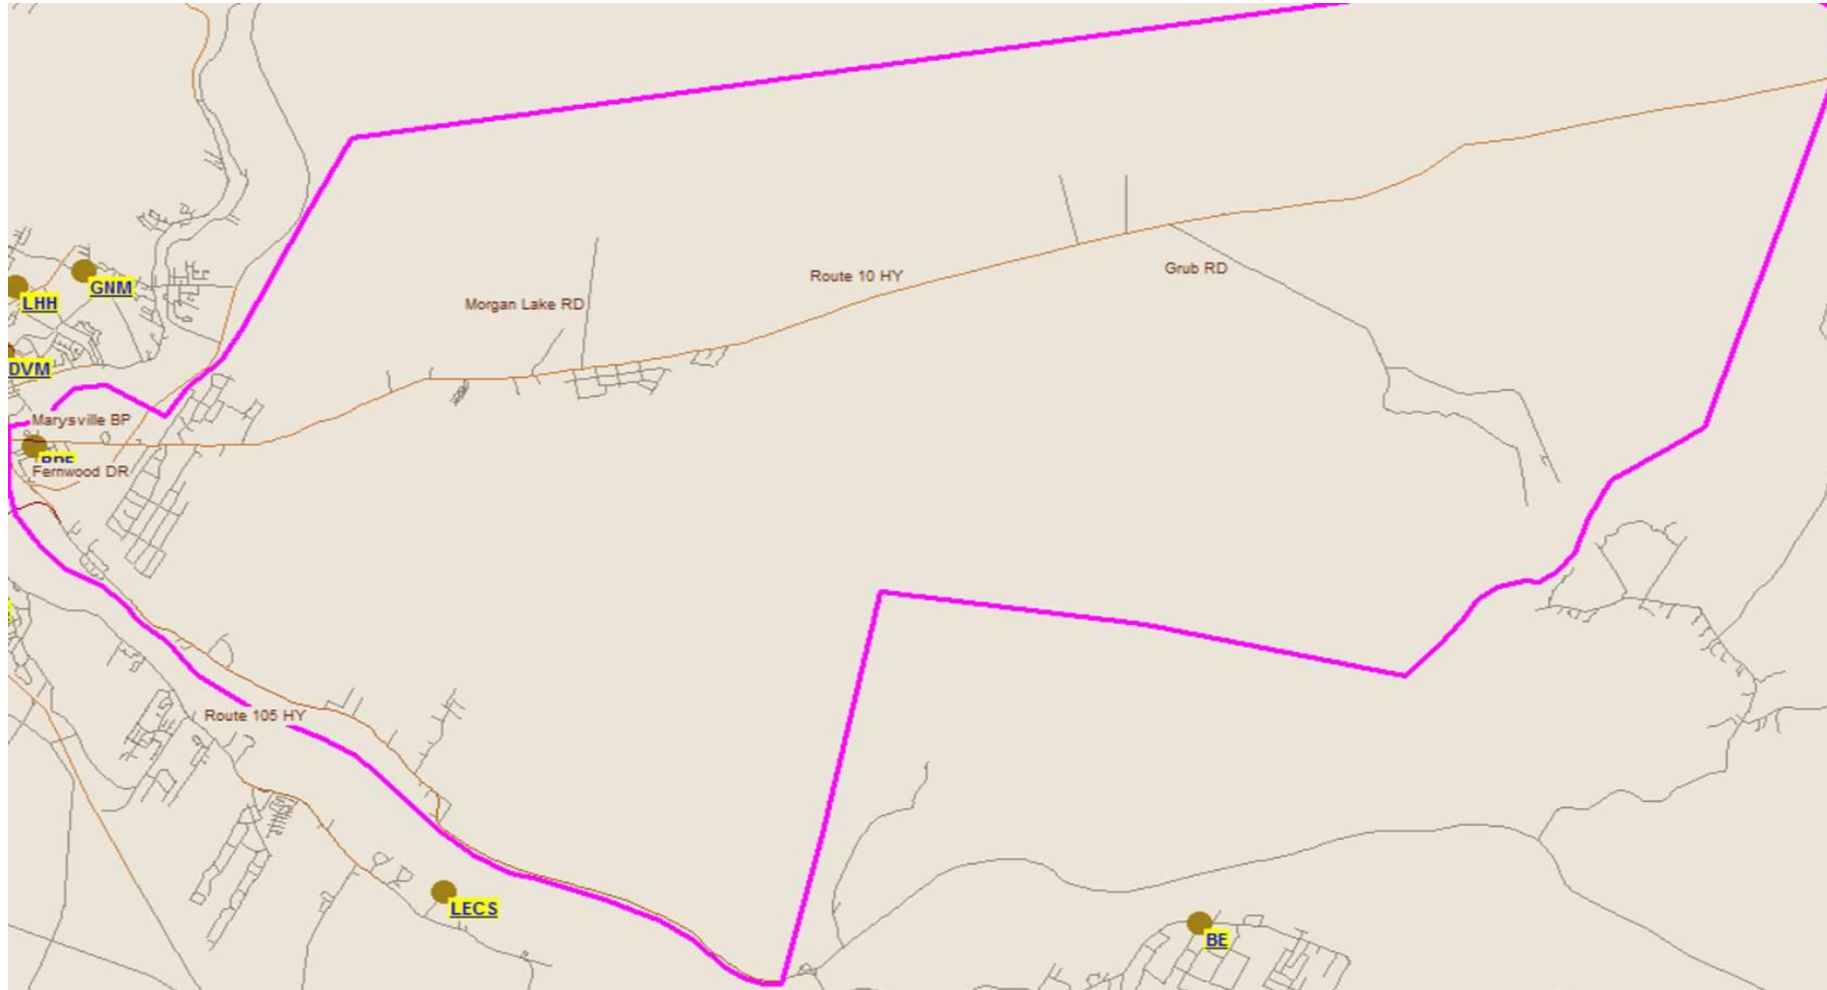 Route 10 HY
Grub RD
GNM
LHH
Morgan Lake RD
DVM
Marysville BP
Fernwood DR
Route 105 HY
LECS
BE